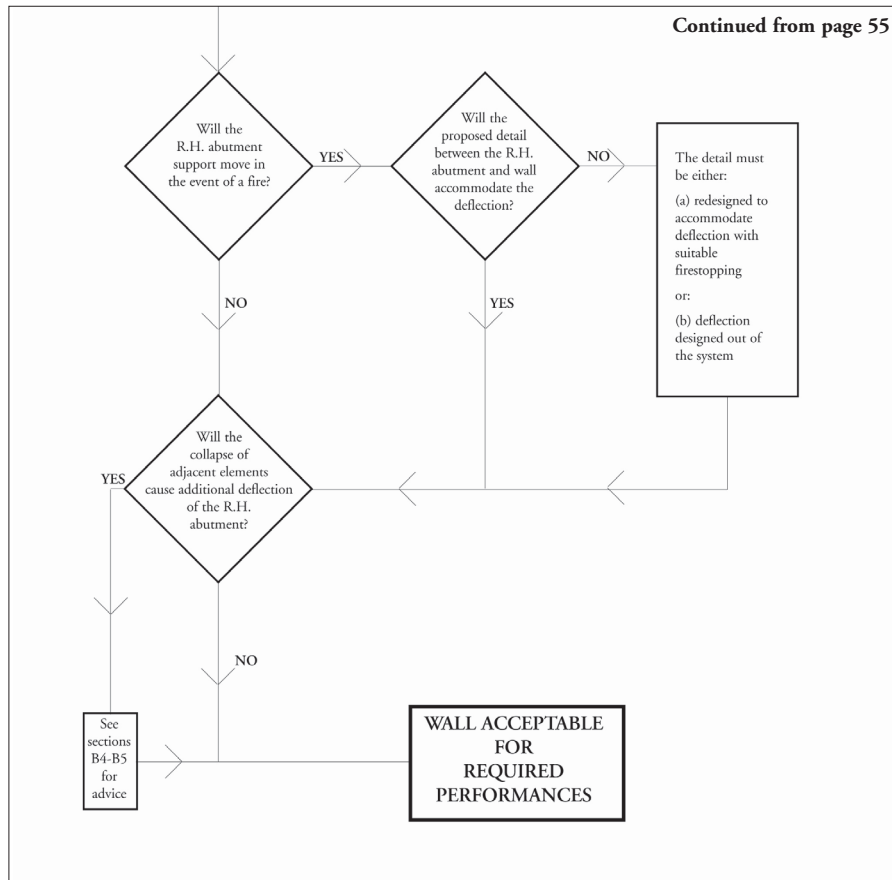 Continued from page 55
Will the
R.H. abutment
support move in
the event of a fire?
YES
Will the
proposed detail
between the R.H.
abutment and wall
accommodate the
deflection?
NO
The detail must
be either:
(a) redesigned to
accommodate
deflection with
suitable
firestopping
or:
(b) deflection
designed out of
the system
NO
YES
Will the
collapse of
adjacent elements
cause additional deflection
of the R.H.
abutment?
YES
NO
See
sections
B4-B5
for
advice
WALL ACCEPTABLE
FOR
REQUIRED
PERFORMANCES